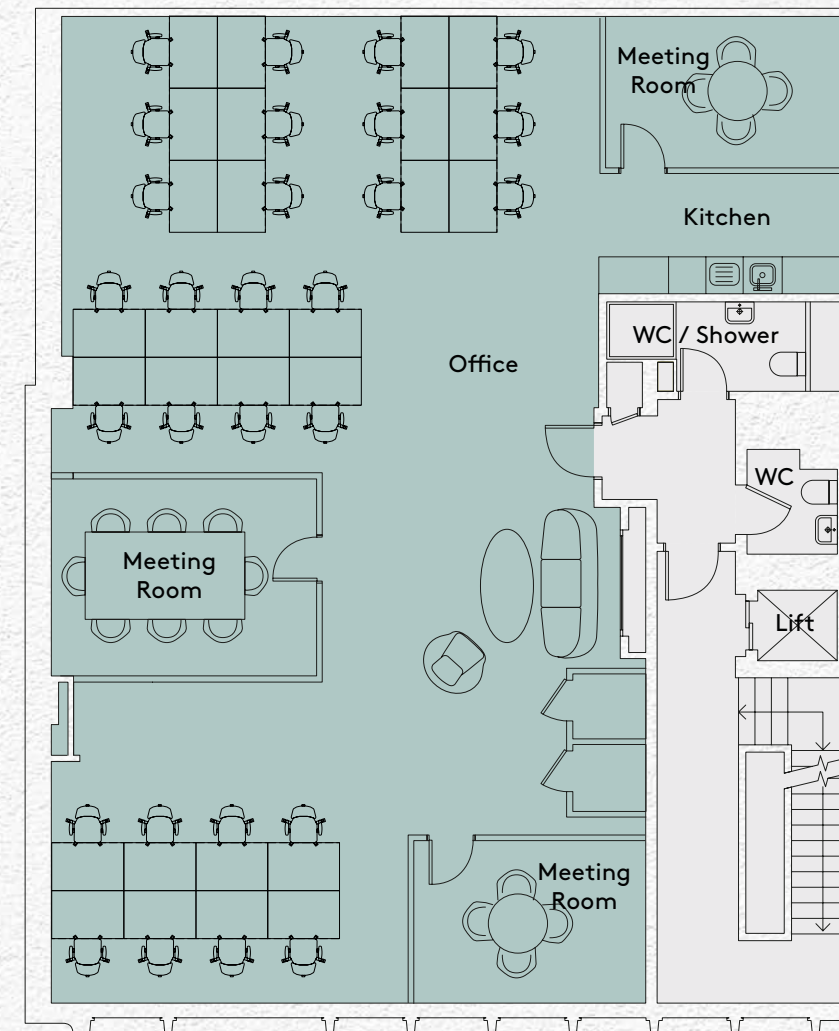 Meeting
Room
Kitchen
WC / Shower
Office
WC
Meeting
Room
Lift
Meeting
Room